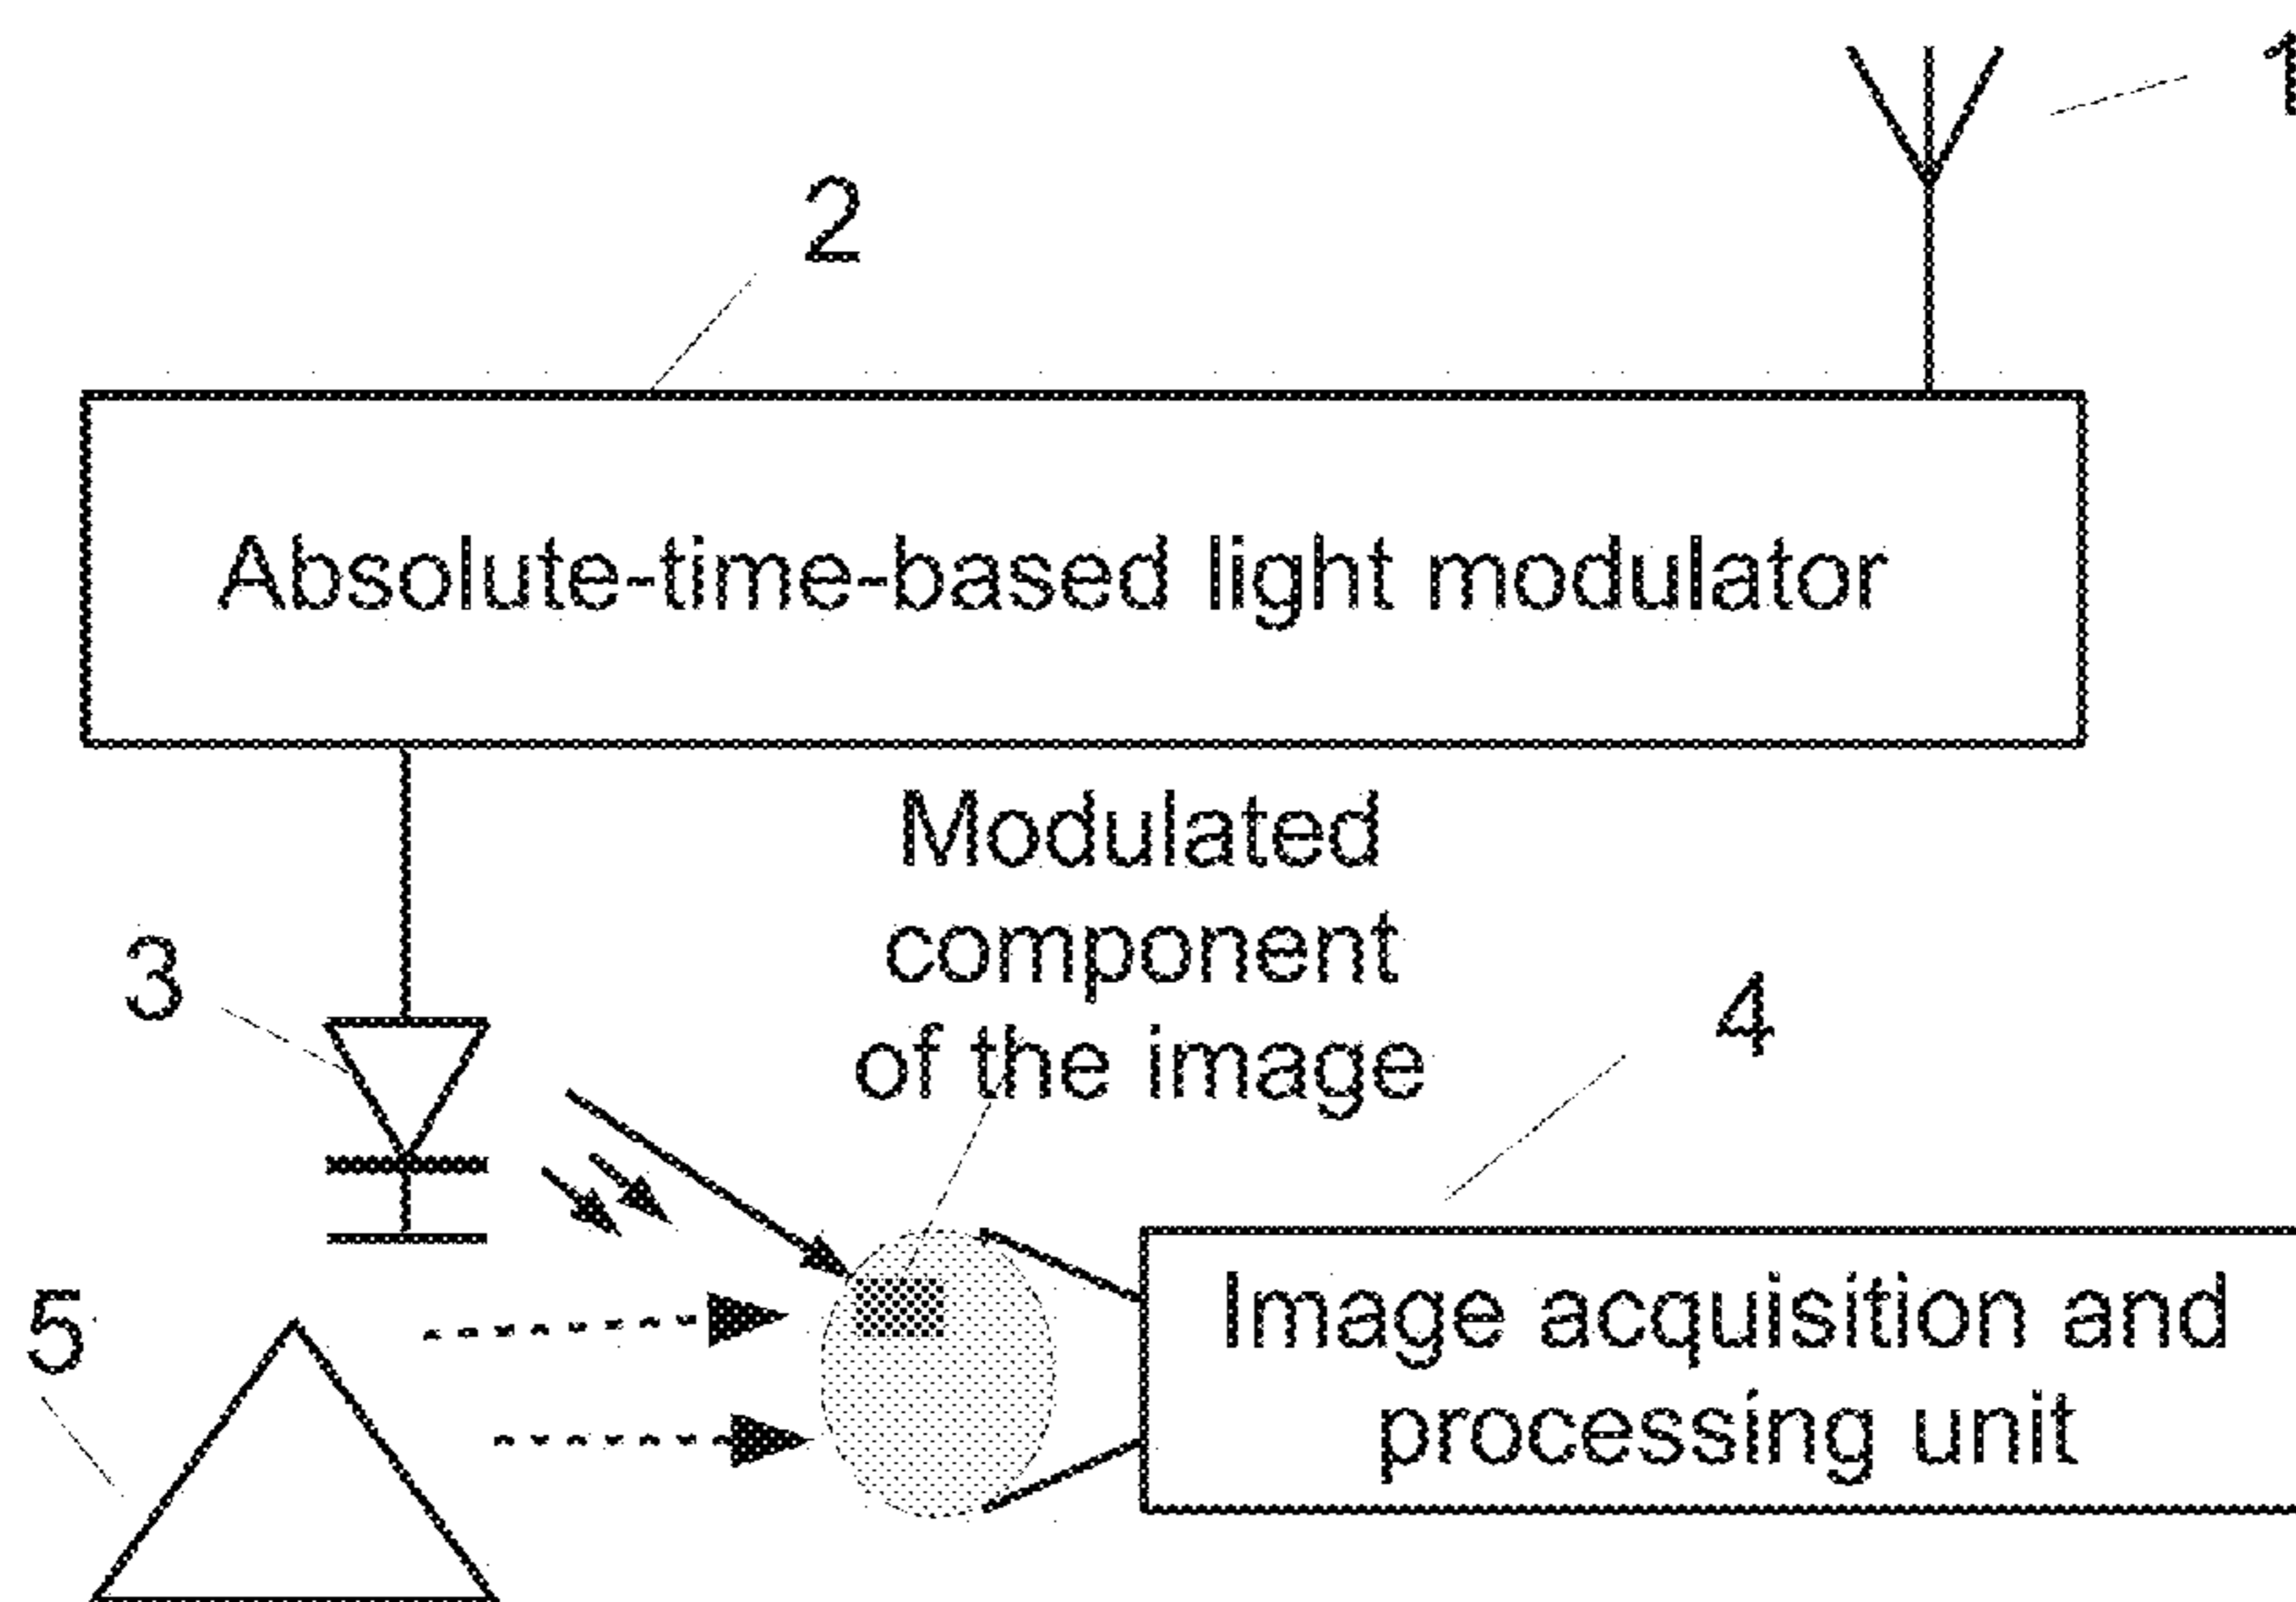 1
2
Absolute-time-based light modulator
Modulated
component
of the image
3
4
Image acquisition and
processing unit
5